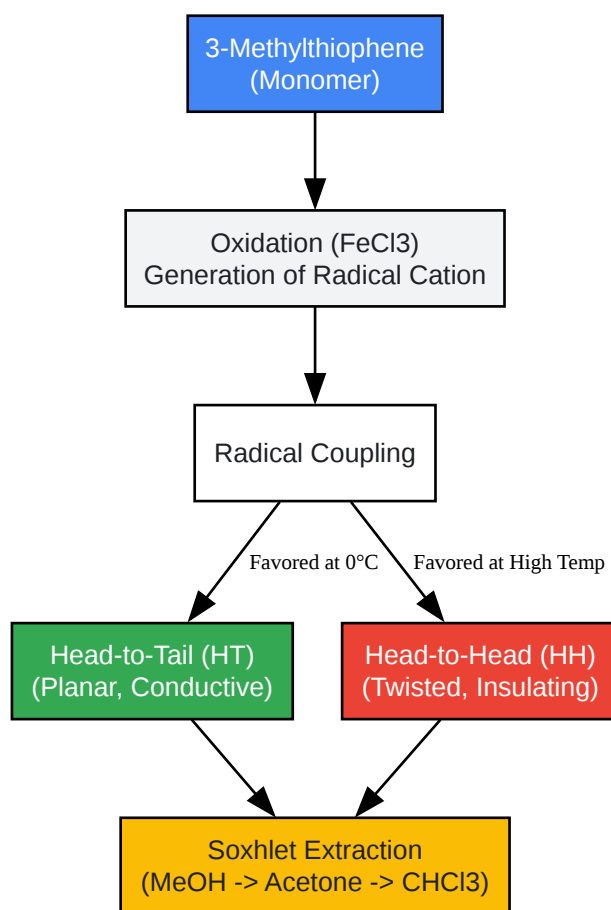 3-Methylthiophene
(Monomer)
Oxidation (FeCl3)
Generation of Radical Cation
Radical Coupling
Favored at 0°C
Favored at High Temp
Head-to-Tail (HT)
(Planar, Conductive)
Head-to-Head (HH)
(Twisted, Insulating)
Soxhlet Extraction
(MeOH -> Acetone -> CHCl3)